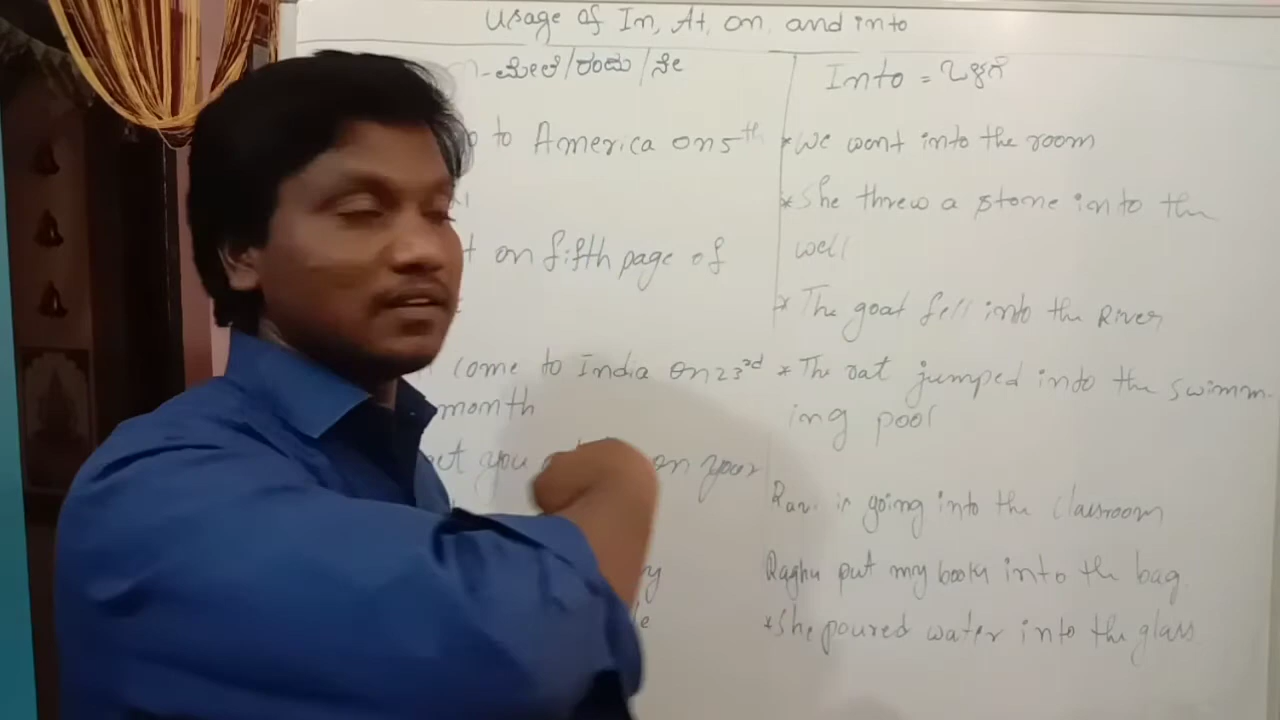 Usage of In, At, on, and into
-ಮೇಲೆ/ರಂದು/ನೇ
to America on 5th
on fifth page of
come to India on 23rd
month
you on your
Into = ಒಳಗೆ
*We went into the room
*She threw a stone into the
well
* The goat fell into the River
* The rat jumped into the swimm-
ing pool
is going into the classroom
Raghu put my books into the bag.
*She poured water into the glass